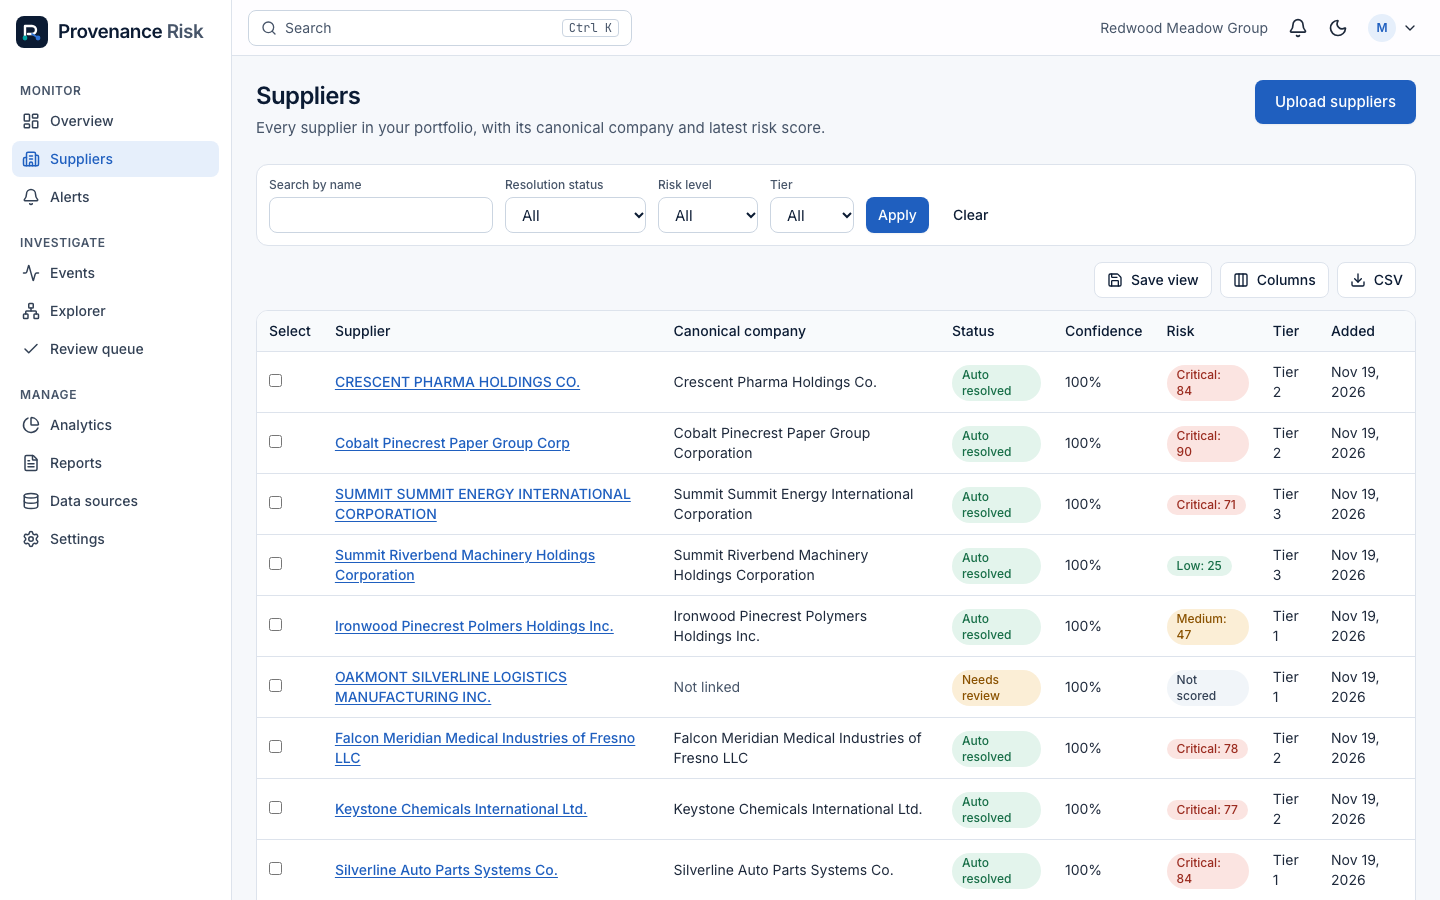 Provenance Risk
Search
Ctrl K
Redwood Meadow Group
M
MONITOR
Overview
Suppliers
Alerts
INVESTIGATE
Events
Explorer
Review queue
MANAGE
Analytics
Reports
Data sources
Settings
Suppliers
Every supplier in your portfolio, with its canonical company and latest risk score.
Upload suppliers
Search by name
Resolution status
Risk level
Tier
All
All
All
Apply
Clear
Save view
Columns
CSV
Select Supplier Canonical company Status Confidence Risk Tier Added
CRESCENT PHARMA HOLDINGS CO.
Crescent Pharma Holdings Co.
Auto
resolved
100%
Critical:
84
Tier
2
Nov 19,
2026
Cobalt Pinecrest Paper Group Corp
Cobalt Pinecrest Paper Group
Corporation
Auto
resolved
100%
Critical:
90
Tier
2
Nov 19,
2026
SUMMIT SUMMIT ENERGY INTERNATIONAL
CORPORATION
Summit Summit Energy International
Corporation
Auto
resolved
100%
Critical: 71
Tier
3
Nov 19,
2026
Summit Riverbend Machinery Holdings
Corporation
Summit Riverbend Machinery
Holdings Corporation
Auto
resolved
100%
Low: 25
Tier
3
Nov 19,
2026
Ironwood Pinecrest Polmers Holdings Inc.
Ironwood Pinecrest Polymers
Holdings Inc.
Auto
resolved
100%
Medium:
47
Tier
1
Nov 19,
2026
OAKMONT SILVERLINE LOGISTICS
MANUFACTURING INC.
Not linked
Needs
review
100%
Not
scored
Tier
1
Nov 19,
2026
Falcon Meridian Medical Industries of Fresno
LLC
Falcon Meridian Medical Industries of
Fresno LLC
Auto
resolved
100%
Critical: 78
Tier
2
Nov 19,
2026
Keystone Chemicals International Ltd.
Keystone Chemicals International Ltd.
Auto
resolved
100%
Critical: 77
Tier
2
Nov 19,
2026
Silverline Auto Parts Systems Co.
Silverline Auto Parts Systems Co.
Auto
resolved
100%
Critical:
84
Tier
1
Nov 19,
2026